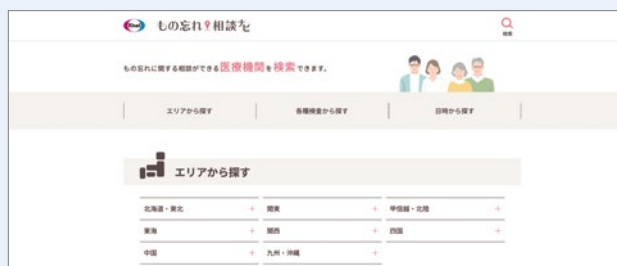 Eisai もの忘れ相談ナビ
検索
もの忘れに関する相談ができる医療機関を検索できます。
エリアから探す 各種検査から探す 日時から探す
エリアから探す
北海道・東北 + 関東 + 甲信越・北陸 +
東海 + 関西 + 四国 +
中国 + 九州・沖縄 +